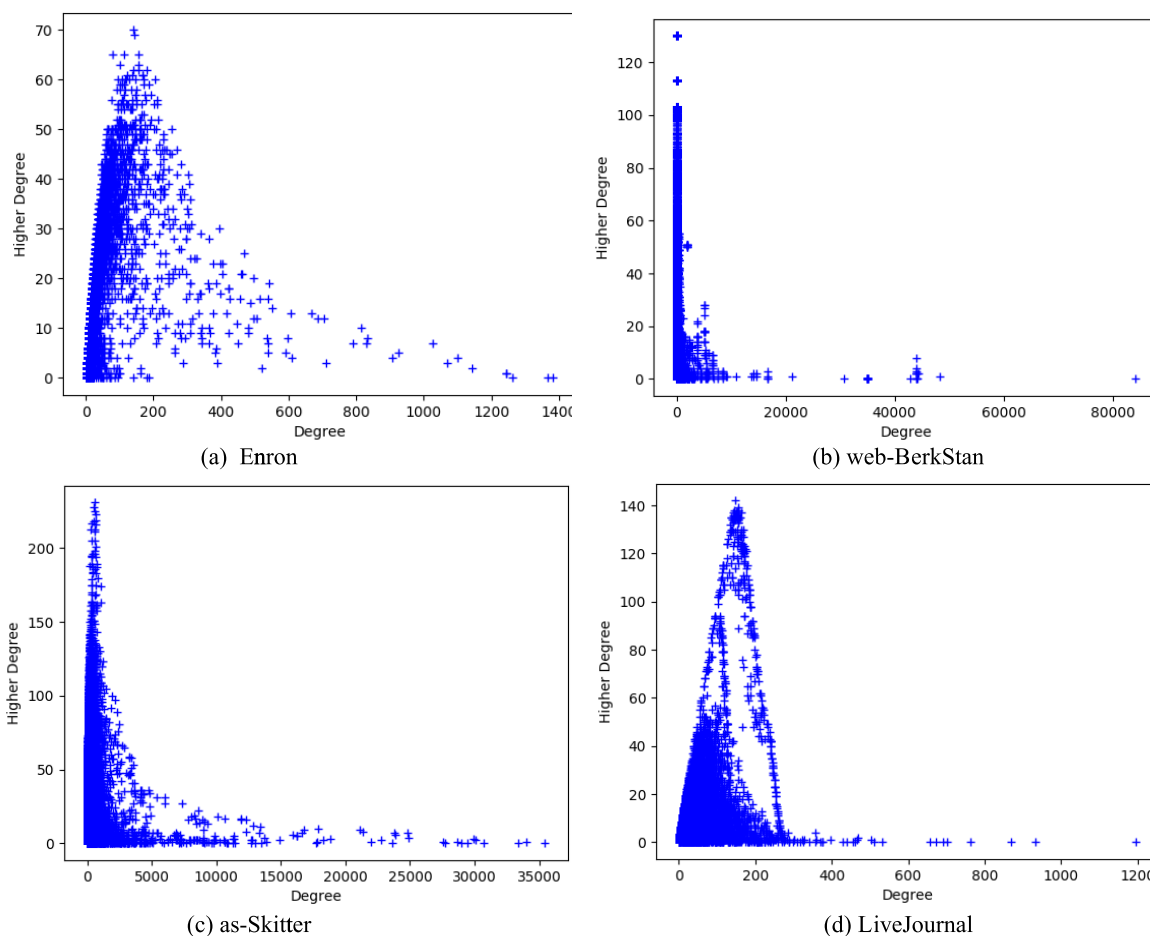 70
60
50
40
30
20
10
0
Higher Degree
0 200 400 600 800 1000 1200 1400
Degree
(a) Enron
120
100
80
60
40
20
0
Higher Degree
0 20000 40000 60000 80000
Degree
(b) web-BerkStan
200
150
100
50
0
Higher Degree
0 5000 10000 15000 20000 25000 30000 35000
Degree
(c) as-Skitter
140
120
100
80
60
40
20
0
Higher Degree
0 200 400 600 800 1000 120
Degree
(d) LiveJournal